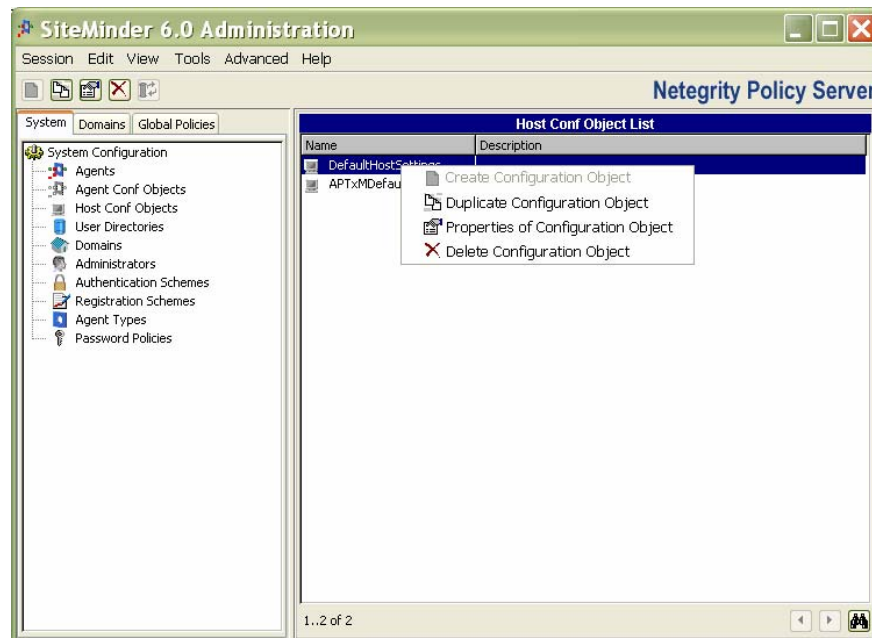 SiteMinder 6.0 Administration
Session Edit View Tools Advanced Help
Netegrity Policy Server
System Domains Global Policies
System Configuration
Agents
Agent Conf Objects
Host Conf Objects
User Directories
Domains
Administrators
Authentication Schemes
Registration Schemes
Agent Types
Password Policies
Host Conf Object List
Name Description
DefaultHostSettings
APTxMDefau
Create Configuration Object
Duplicate Configuration Object
Properties of Configuration Object
Delete Configuration Object
1..2 of 2